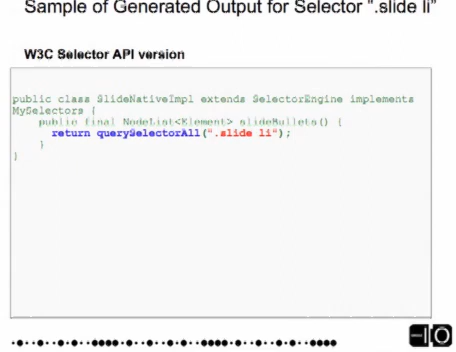 Sample of Generated Output for Selector ".slide li"
W3C Selector API version
public class SlideNativeImpl extends SelectorEngine implements
MySelectors {
public final NodeList<Element> slideBullets() {
return querySelectorAll(".slide li");
}
}
IO